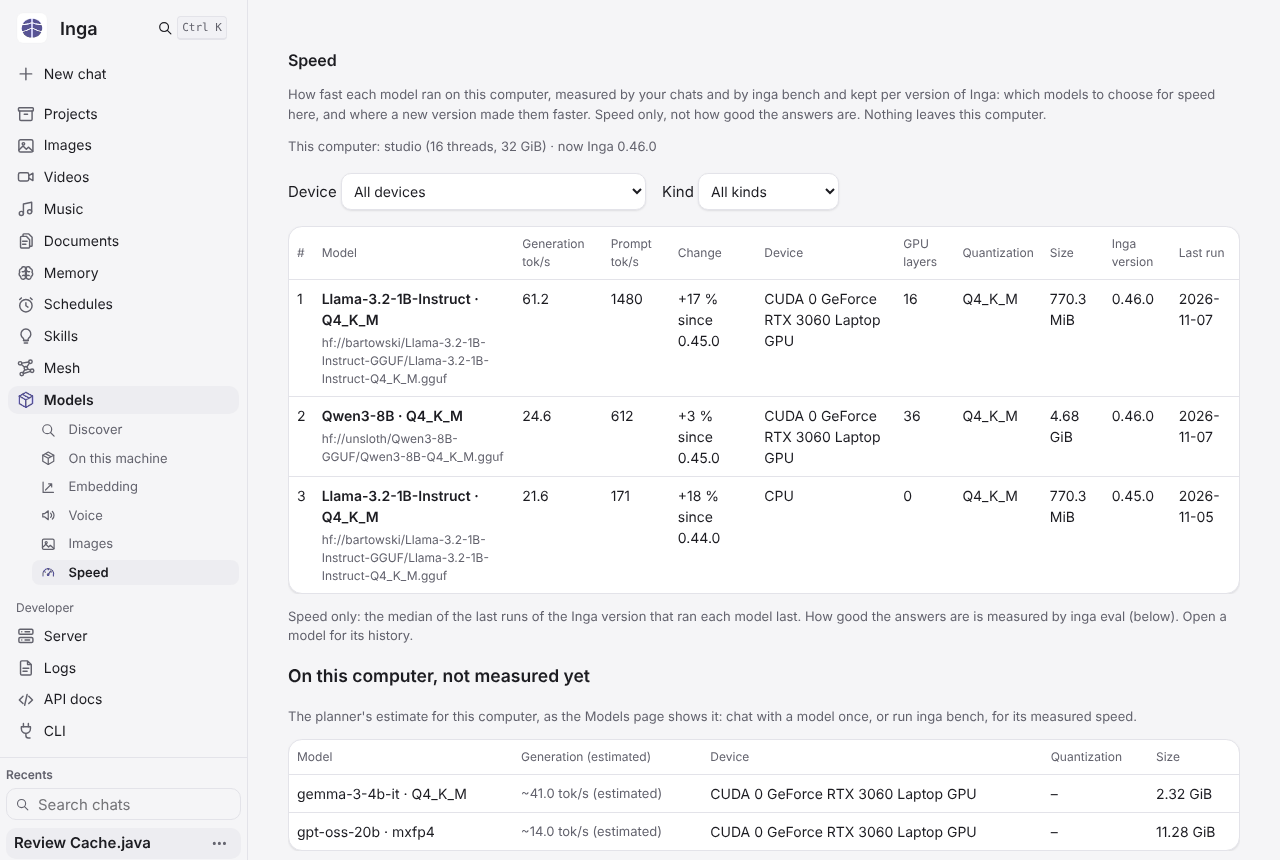 Inga
Ctrl K
New chat
Projects
Images
Videos
Music
Documents
Memory
Schedules
Skills
Mesh
Models
Discover
On this machine
Embedding
Voice
Images
Speed
Developer
Server
Logs
API docs
CLI
Recents
Search chats
Review Cache.java
Speed
How fast each model ran on this computer, measured by your chats and by inga bench and kept per version of Inga: which models to choose for speed
here, and where a new version made them faster. Speed only, not how good the answers are. Nothing leaves this computer.
This computer: studio (16 threads, 32 GiB) · now Inga 0.46.0
Device All devices Kind All kinds
# Model Generation tok/s Prompt tok/s Change Device GPU layers Quantization Size Inga version Last run
1 Llama-3.2-1B-Instruct · 61.2 1480 +17 % CUDA 0 GeForce 16 Q4_K_M 770.3 0.46.0 2026-
Q4_K_M since RTX 3060 Laptop MiB 11-07
hf://bartowski/Llama-3.2-1B- 0.45.0 GPU
Instruct-GGUF/Llama-3.2-1B-
Instruct-Q4_K_M.gguf
2 Qwen3-8B · Q4_K_M 24.6 612 +3 % CUDA 0 GeForce 36 Q4_K_M 4.68 0.46.0 2026-
hf://unsloth/Qwen3-8B- since RTX 3060 Laptop GiB 11-07
GGUF/Qwen3-8B-Q4_K_M.gguf 0.45.0 GPU
3 Llama-3.2-1B-Instruct · 21.6 171 +18 % CPU 0 Q4_K_M 770.3 0.45.0 2026-
Q4_K_M since MiB 11-05
hf://bartowski/Llama-3.2-1B- 0.44.0
Instruct-GGUF/Llama-3.2-1B-
Instruct-Q4_K_M.gguf
Speed only: the median of the last runs of the Inga version that ran each model last. How good the answers are is measured by inga eval (below). Open a
model for its history.
On this computer, not measured yet
The planner's estimate for this computer, as the Models page shows it: chat with a model once, or run inga bench, for its measured speed.
Model Generation (estimated) Device Quantization Size
gemma-3-4b-it · Q4_K_M ~41.0 tok/s (estimated) CUDA 0 GeForce RTX 3060 Laptop GPU – 2.32 GiB
gpt-oss-20b · mxfp4 ~14.0 tok/s (estimated) CUDA 0 GeForce RTX 3060 Laptop GPU – 11.28 GiB